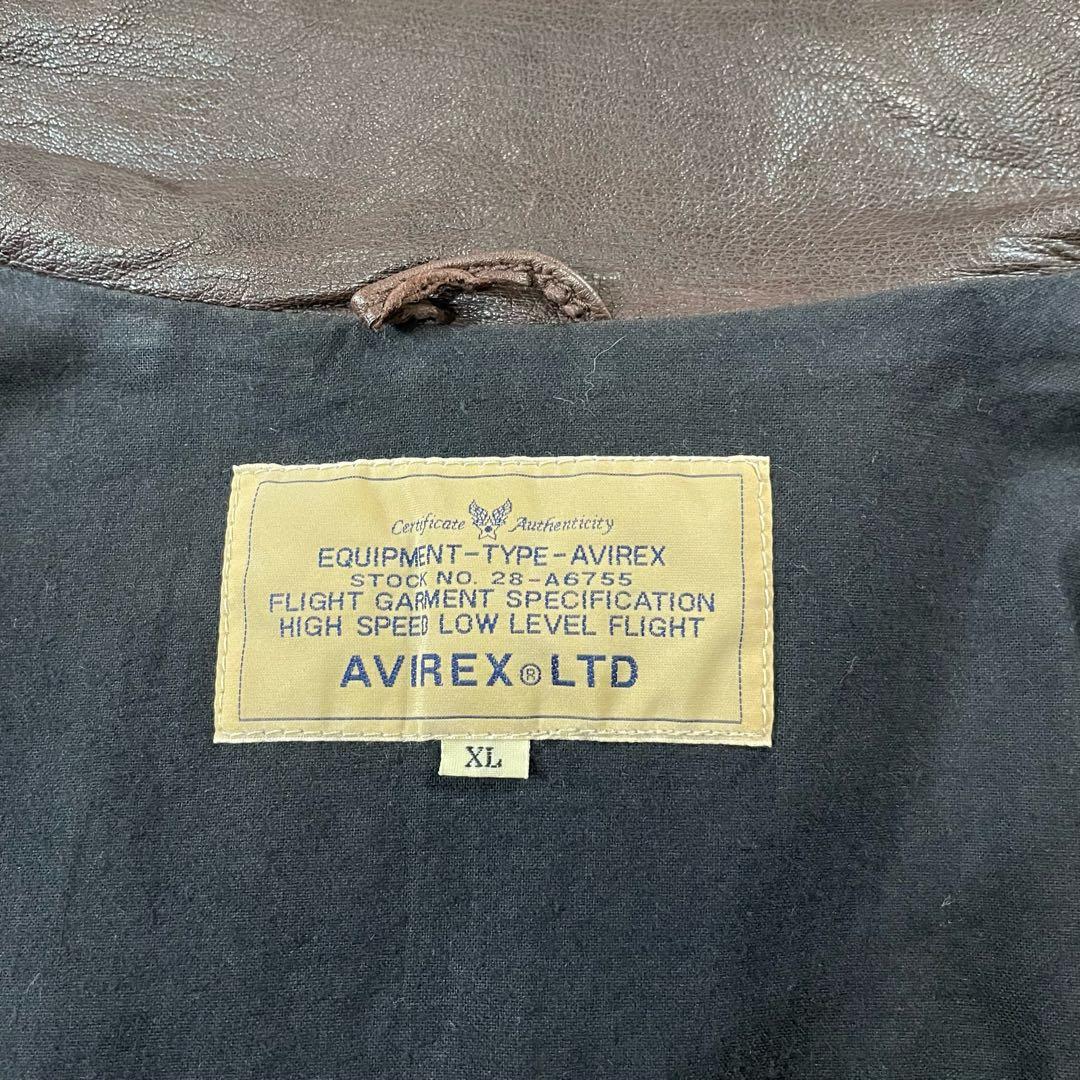 Certificate Authenticity
EQUIPMENT-TYPE-AVIREX
STOCK NO. 28-A6755
FLIGHT GARMENT SPECIFICATION
HIGH SPEED LOW LEVEL FLIGHT
AVIREX® LTD
XL